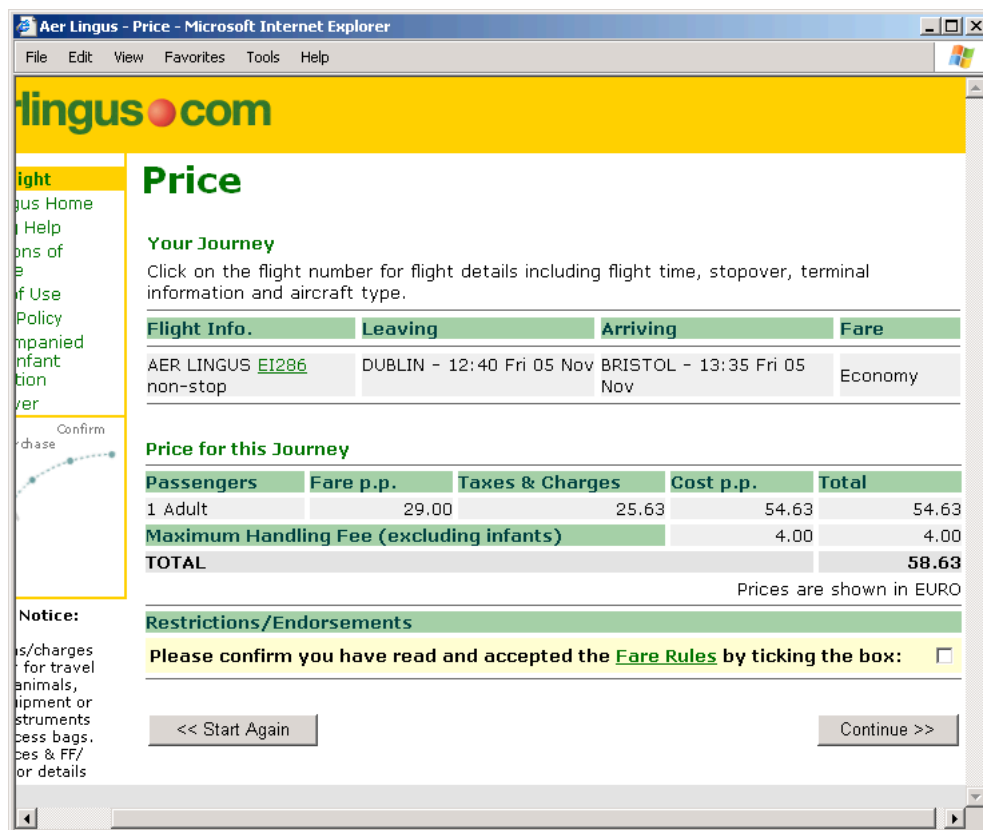 Aer Lingus - Price - Microsoft Internet Explorer
File Edit View Favorites Tools Help
rlingus com
ight
gus Home
Help
ons of
e
of Use
Policy
mpanied
nfant
tion
ver
Confirm
rchase
Notice:
ns/charges
r for travel
animals,
uipment or
struments
cess bags.
ces & FF/
or details
Price
Your Journey
Click on the flight number for flight details including flight time, stopover, terminal
information and aircraft type.
Flight Info. Leaving Arriving Fare
AER LINGUS EI286 DUBLIN - 12:40 Fri 05 Nov BRISTOL - 13:35 Fri 05 Economy
non-stop Nov
Price for this Journey
Passengers Fare p.p. Taxes & Charges Cost p.p. Total
1 Adult 29.00 25.63 54.63 54.63
Maximum Handling Fee (excluding infants) 4.00 4.00
TOTAL 58.63
Prices are shown in EURO
Restrictions/Endorsements
Please confirm you have read and accepted the Fare Rules by ticking the box:
<< Start Again Continue >>